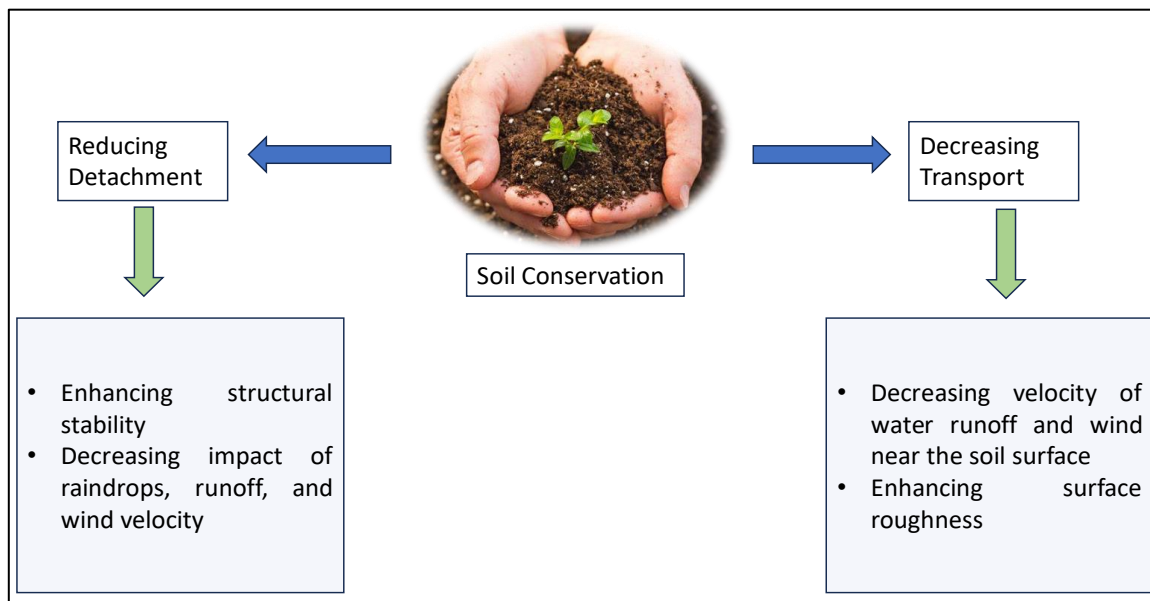 Reducing
Detachment
Decreasing
Transport
Soil Conservation
• Enhancing structural
stability
• Decreasing impact of
raindrops, runoff, and
wind velocity
• Decreasing velocity of
water runoff and wind
near the soil surface
• Enhancing surface
roughness